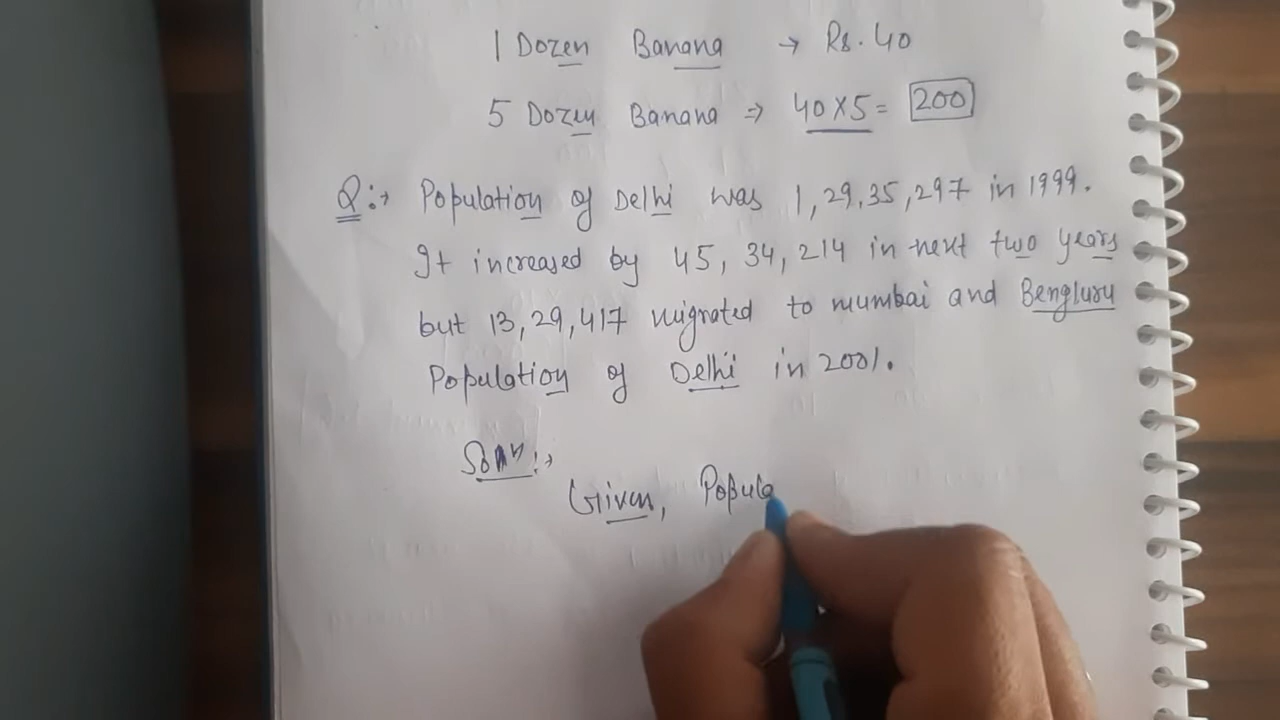 1 Dozen Banana → Rs. 40
5 Dozen Banana ⇒ 40 X 5 = 200
Q:→ Population of Delhi was 1,29,35,297 in 1999.
It increased by 45, 34, 214 in next two years
but 13,29,417 migrated to mumbai and Bengluru
Population of Delhi in 2001.
Soln:→
Given, Popula